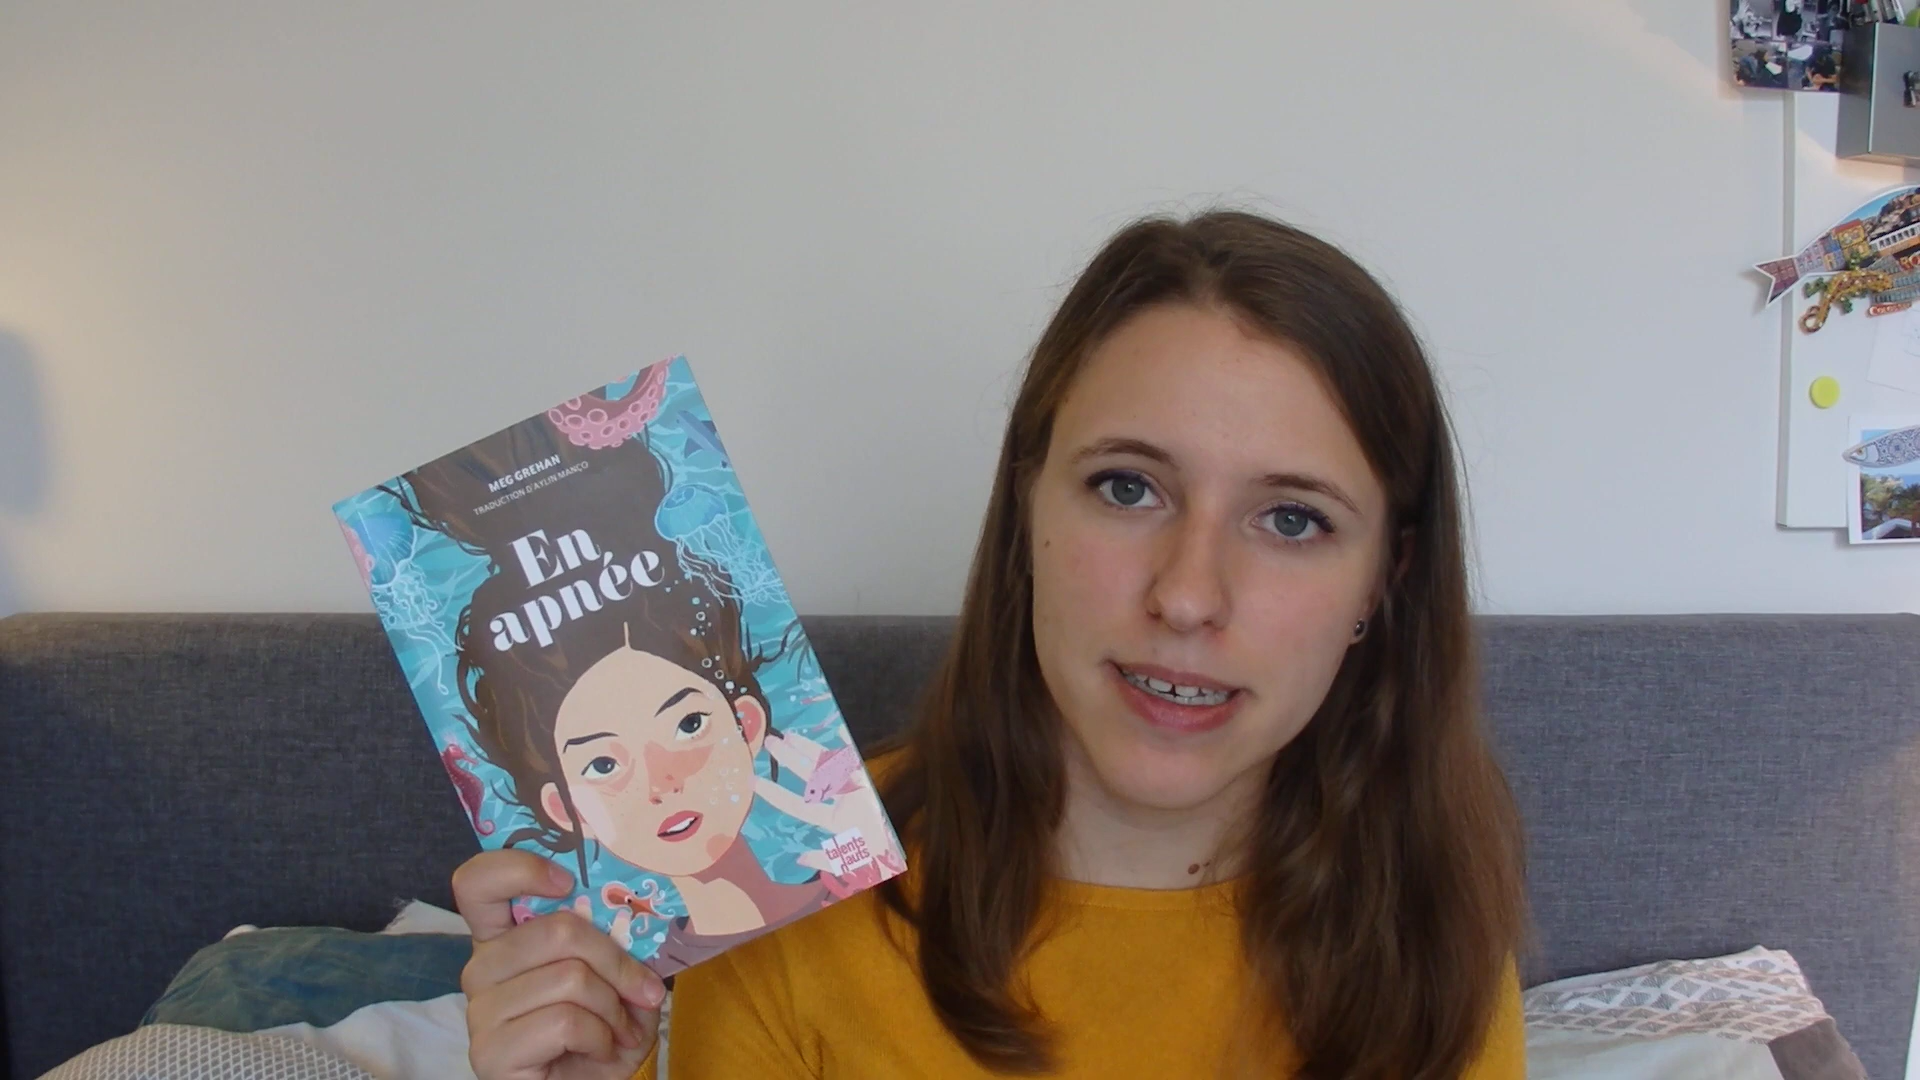 MEG GREHAN
TRADUCTION D'AYLIN MANÇO
En
apnée
talents
hauts